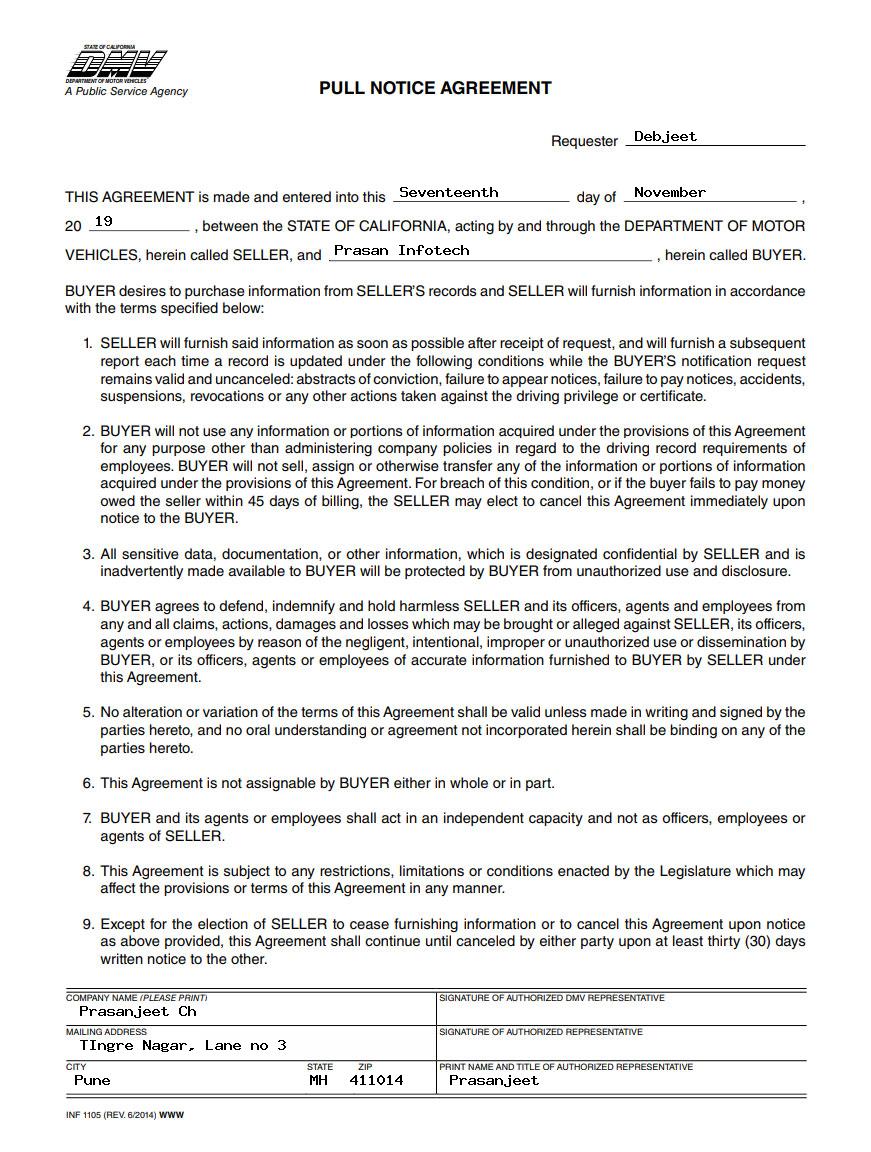 STATE OF CALIFORNIA
DMV
DEPARTMENT OF MOTOR VEHICLES
A Public Service Agency
PULL NOTICE AGREEMENT
Requester Debjeet
THIS AGREEMENT is made and entered into this Seventeenth day of November ,
20 19 , between the STATE OF CALIFORNIA, acting by and through the DEPARTMENT OF MOTOR
VEHICLES, herein called SELLER, and Prasan Infotech , herein called BUYER.
BUYER desires to purchase information from SELLER'S records and SELLER will furnish information in accordance
with the terms specified below:
1. SELLER will furnish said information as soon as possible after receipt of request, and will furnish a subsequent
report each time a record is updated under the following conditions while the BUYER'S notification request
remains valid and uncanceled: abstracts of conviction, failure to appear notices, failure to pay notices, accidents,
suspensions, revocations or any other actions taken against the driving privilege or certificate.
2. BUYER will not use any information or portions of information acquired under the provisions of this Agreement
for any purpose other than administering company policies in regard to the driving record requirements of
employees. BUYER will not sell, assign or otherwise transfer any of the information or portions of information
acquired under the provisions of this Agreement. For breach of this condition, or if the buyer fails to pay money
owed the seller within 45 days of billing, the SELLER may elect to cancel this Agreement immediately upon
notice to the BUYER.
3. All sensitive data, documentation, or other information, which is designated confidential by SELLER and is
inadvertently made available to BUYER will be protected by BUYER from unauthorized use and disclosure.
4. BUYER agrees to defend, indemnify and hold harmless SELLER and its officers, agents and employees from
any and all claims, actions, damages and losses which may be brought or alleged against SELLER, its officers,
agents or employees by reason of the negligent, intentional, improper or unauthorized use or dissemination by
BUYER, or its officers, agents or employees of accurate information furnished to BUYER by SELLER under
this Agreement.
5. No alteration or variation of the terms of this Agreement shall be valid unless made in writing and signed by the
parties hereto, and no oral understanding or agreement not incorporated herein shall be binding on any of the
parties hereto.
6. This Agreement is not assignable by BUYER either in whole or in part.
7. BUYER and its agents or employees shall act in an independent capacity and not as officers, employees or
agents of SELLER.
8. This Agreement is subject to any restrictions, limitations or conditions enacted by the Legislature which may
affect the provisions or terms of this Agreement in any manner.
9. Except for the election of SELLER to cease furnishing information or to cancel this Agreement upon notice
as above provided, this Agreement shall continue until canceled by either party upon at least thirty (30) days
written notice to the other.
COMPANY NAME (PLEASE PRINT) SIGNATURE OF AUTHORIZED DMV REPRESENTATIVE
Prasanjeet Ch
MAILING ADDRESS SIGNATURE OF AUTHORIZED REPRESENTATIVE
TIngre Nagar, Lane no 3
CITY STATE ZIP PRINT NAME AND TITLE OF AUTHORIZED REPRESENTATIVE
Pune MH 411014 Prasanjeet
INF 1105 (REV. 6/2014) WWW